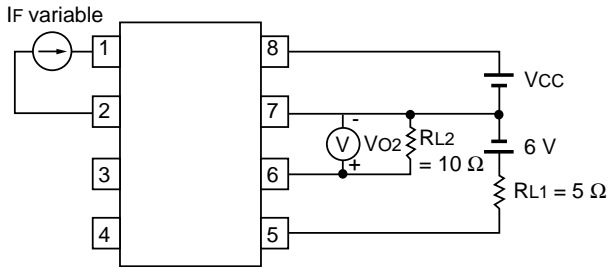 IF variable
1
2
3
4
8
7
6
5
VCC
-
V
+
VO2
RL2
= 10 Ω
6 V
RL1 = 5 Ω